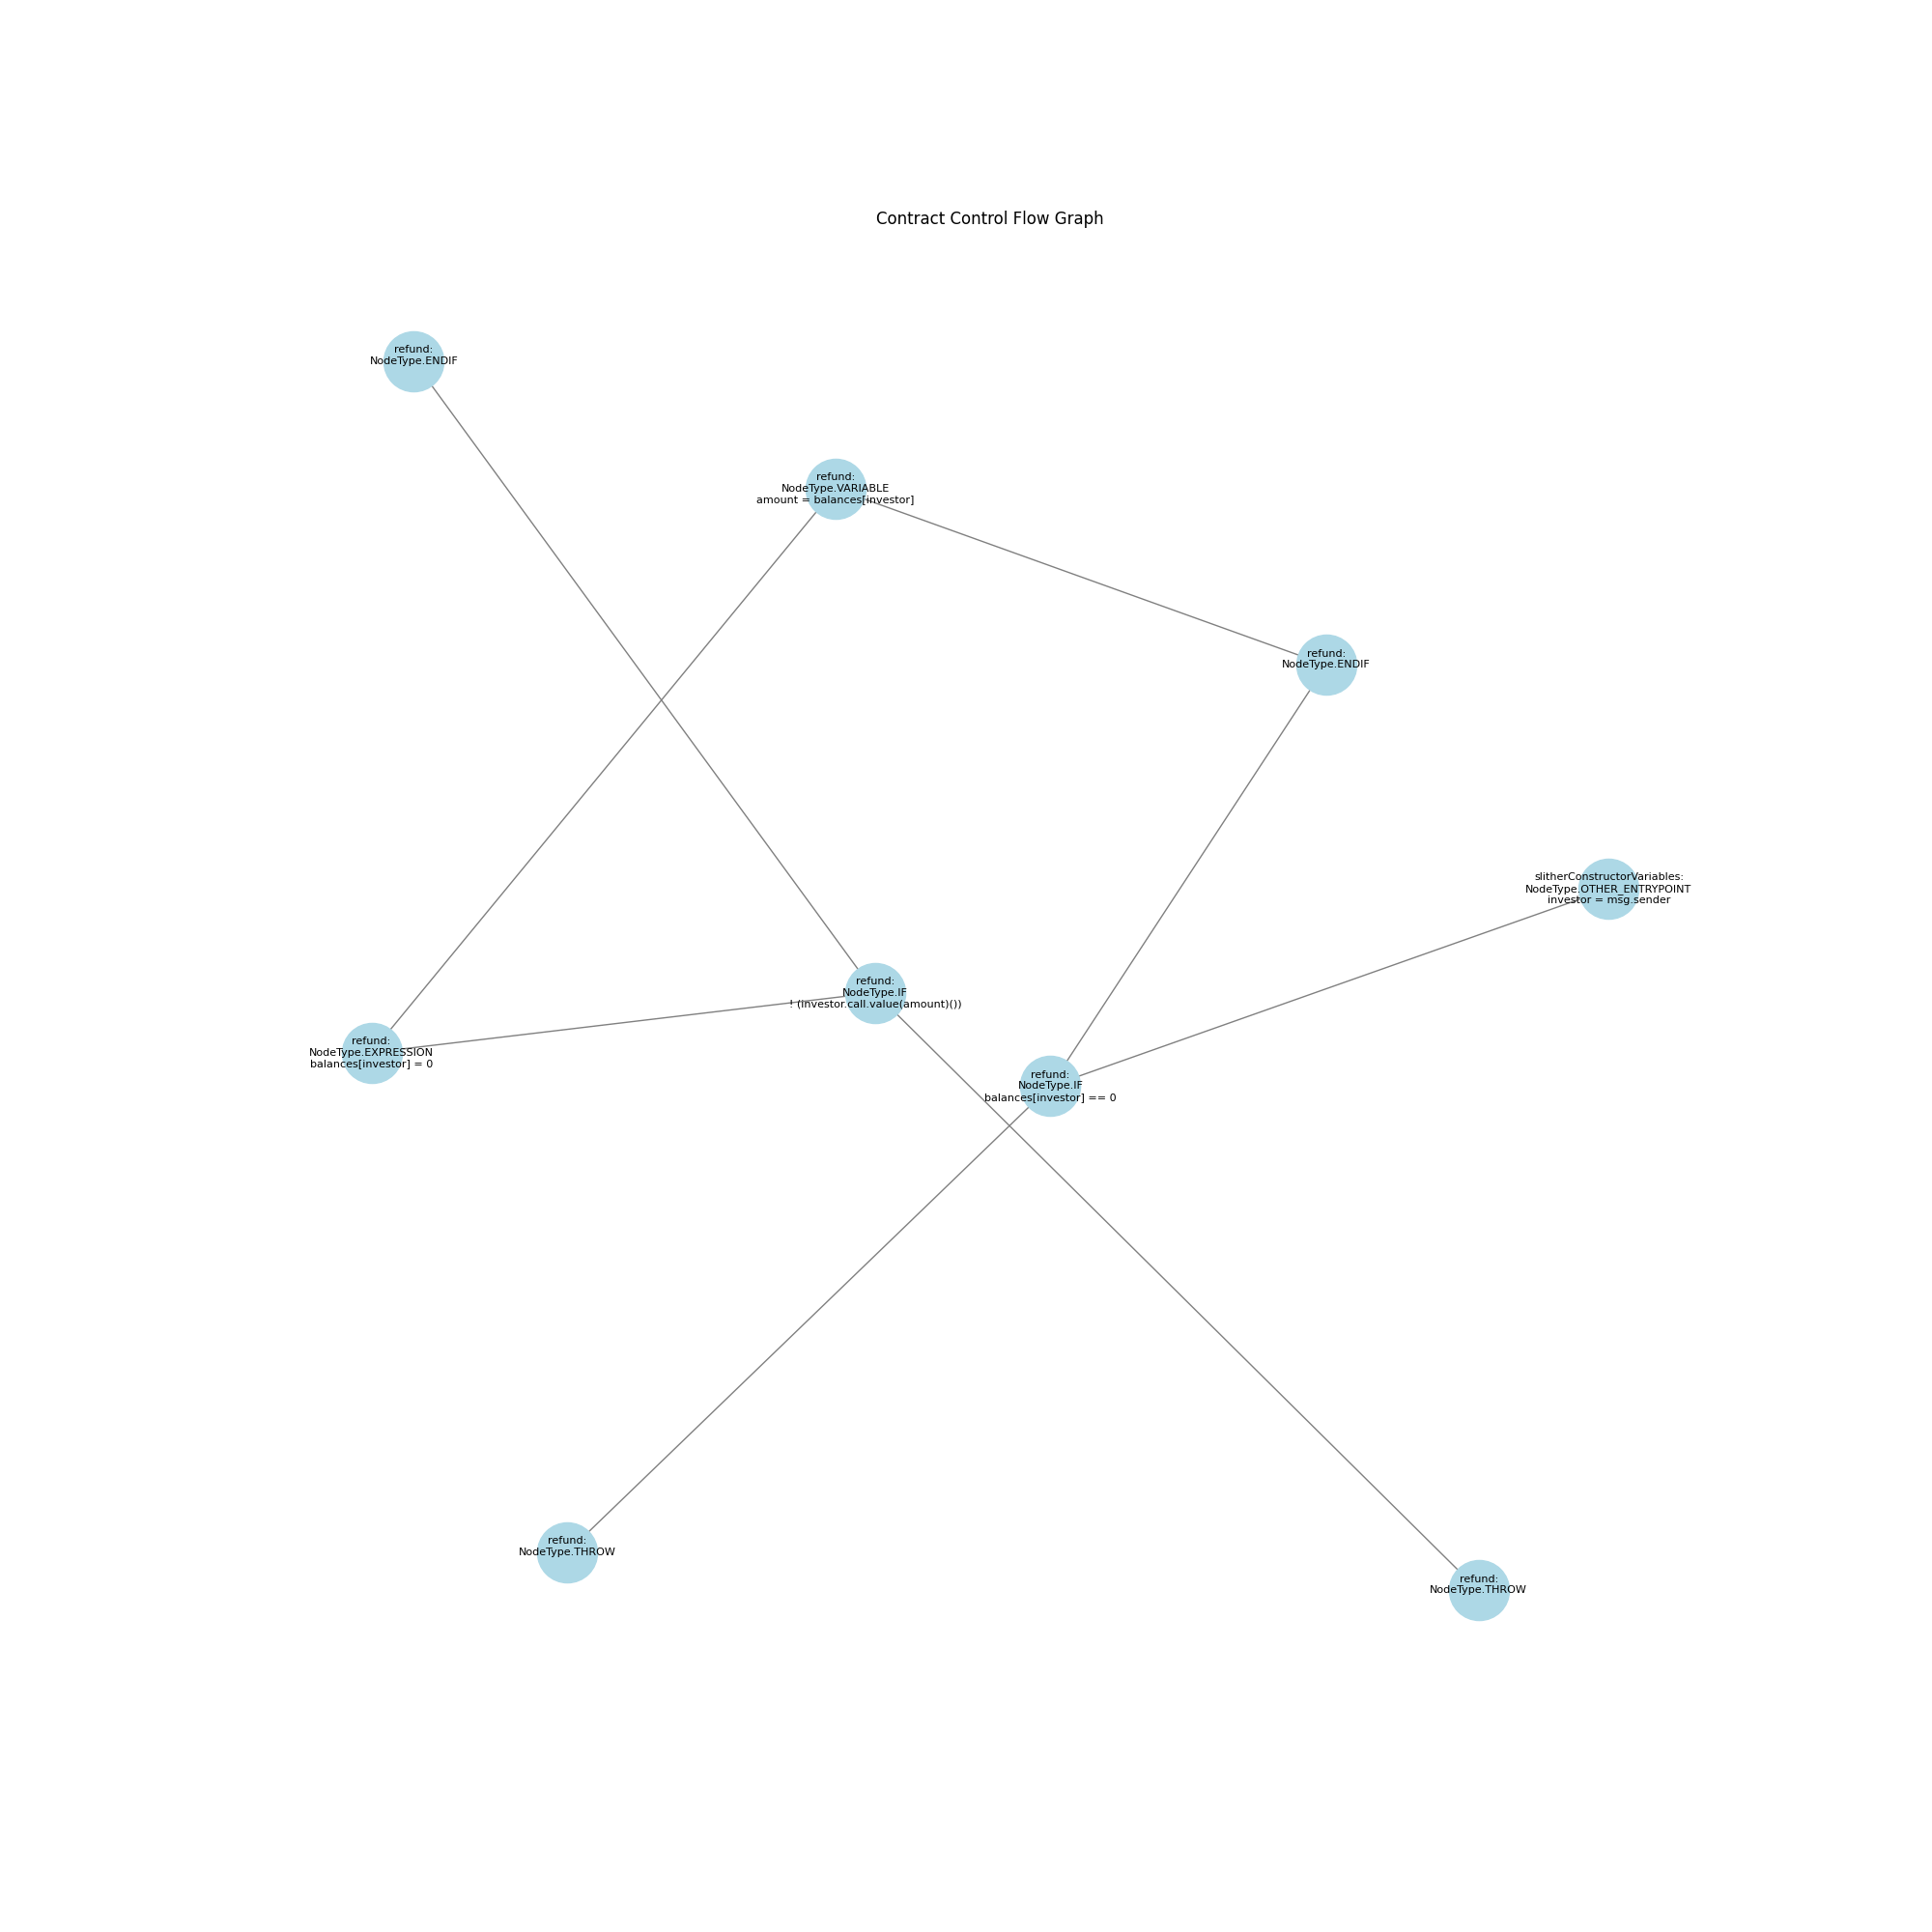 Contract Control Flow Graph
refund:
NodeType.ENDIF
refund:
NodeType.VARIABLE
amount = balances[investor]
refund:
NodeType.ENDIF
slitherConstructorVariables:
NodeType.OTHER_ENTRYPOINT
investor = msg.sender
refund:
NodeType.IF
! (investor.call.value(amount)())
refund:
NodeType.EXPRESSION
balances[investor] = 0
refund:
NodeType.IF
balances[investor] == 0
refund:
NodeType.THROW
refund:
NodeType.THROW